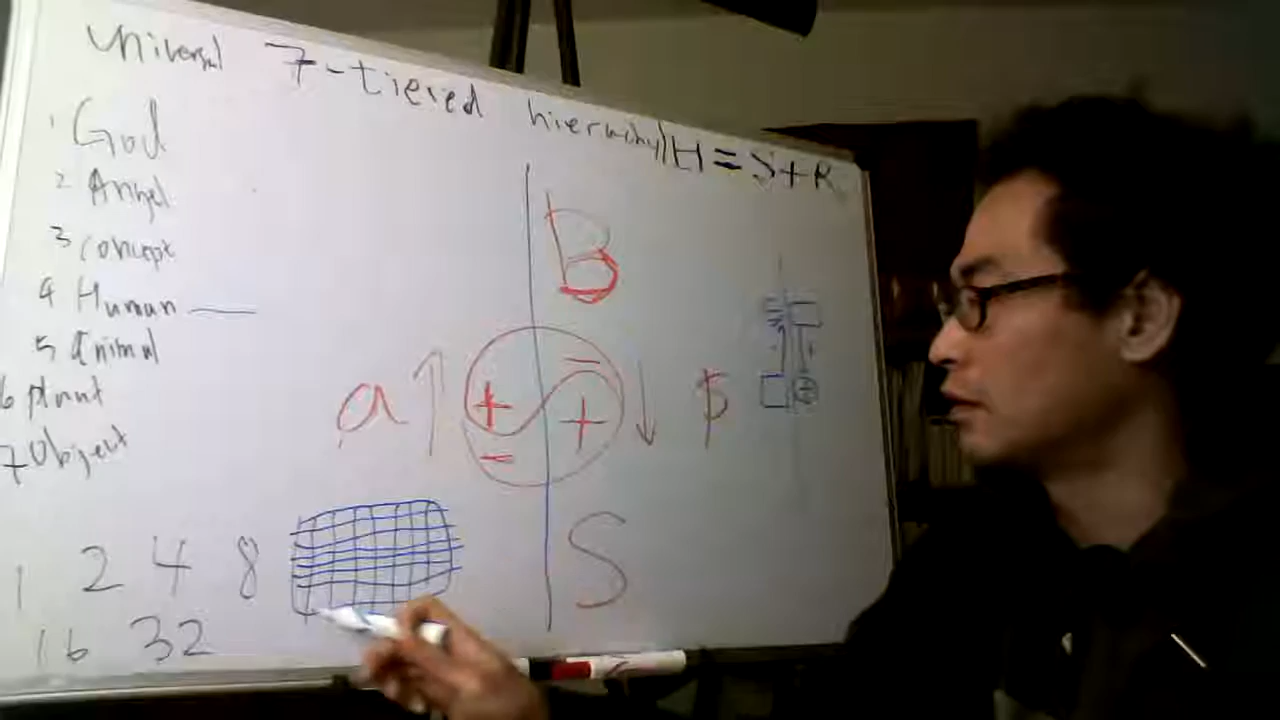 Universal 7-tiered hierarchy H = S + R
1 God
2 Angel
3 concept
4 Human
5 Animal
6 plant
7 Object
B
+ -
a + $
-
S
1 2 4 8
16 32